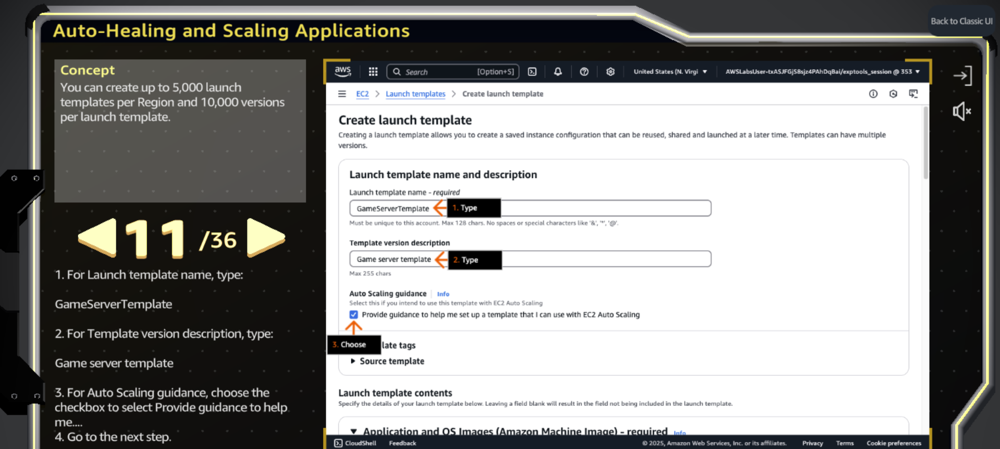 Auto-Healing and Scaling Applications
Back to Classic UI
Concept
You can create up to 5,000 launch
templates per Region and 10,000 versions
per launch template.
11 /36
1. For Launch template name, type:
GameServerTemplate
2. For Template version description, type:
Game server template
3. For Auto Scaling guidance, choose the
checkbox to select Provide guidance to help
me....
4. Go to the next step.
aws
Search [Option+S]
United States (N. Virgi
AWSLabsUser-txASJFGjS8sjz4PAhDqBai/exptools_session @ 353
EC2 > Launch templates > Create launch template
Create launch template
Creating a launch template allows you to create a saved instance configuration that can be reused, shared and launched at a later time. Templates can have multiple
versions.
Launch template name and description
Launch template name - required
GameServerTemplate
1. Type
Must be unique to this account. Max 128 chars. No spaces or special characters like '&', '*', '@'.
Template version description
Game server template
2. Type
Max 255 chars
Auto Scaling guidance | Info
Select this if you intend to use this template with EC2 Auto Scaling
Provide guidance to help me set up a template that I can use with EC2 Auto Scaling
3. Choose
late tags
Source template
Launch template contents
Specify the details of your launch template below. Leaving a field blank will result in the field not being included in the launch template.
Application and OS Images (Amazon Machine Image) - required Info
CloudShell Feedback
© 2025, Amazon Web Services, Inc. or its affiliates. Privacy Terms Cookie preferences